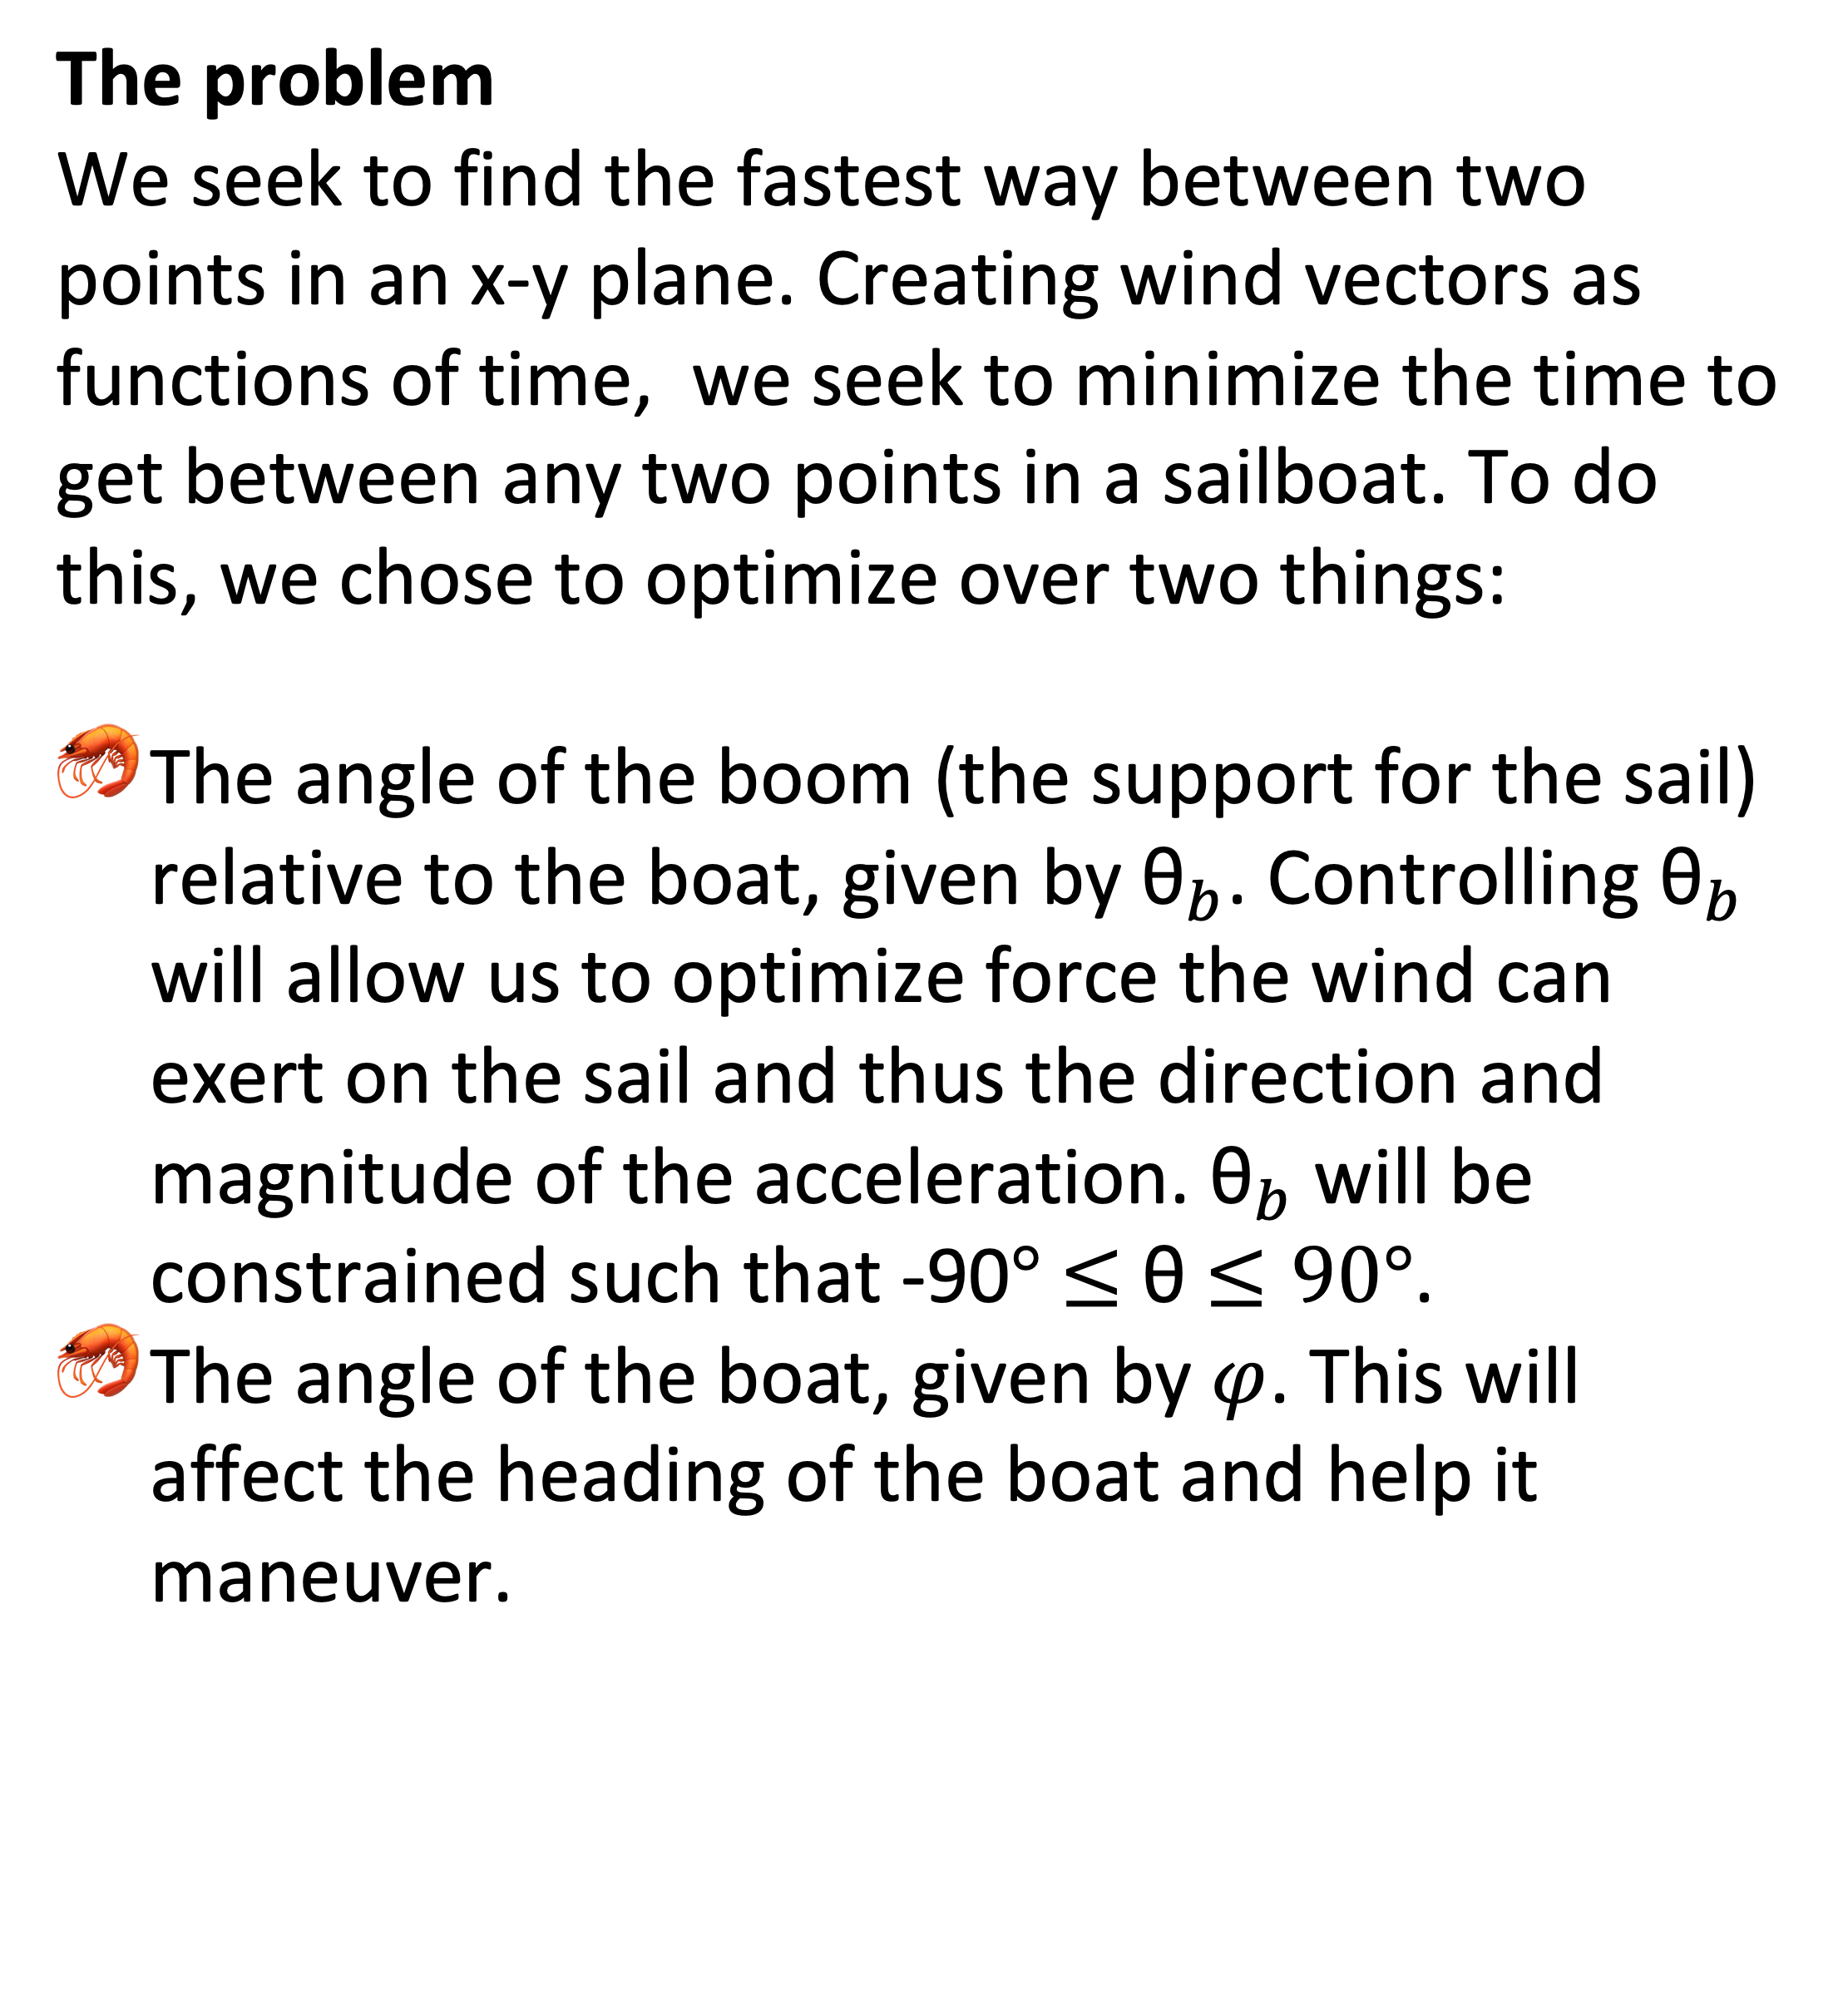 The problem
We seek to find the fastest way between two
points in an x-y plane. Creating wind vectors as
functions of time,  we seek to minimize the time to
get between any two points in a sailboat. To do
this, we chose to optimize over two things:
🦐 The angle of the boom (the support for the sail)
relative to the boat, given by θ_b. Controlling θ_b
will allow us to optimize force the wind can
exert on the sail and thus the direction and
magnitude of the acceleration. θ_b will be
constrained such that -90° ≤ θ ≤ 90°.
🦐 The angle of the boat, given by φ. This will
affect the heading of the boat and help it
maneuver.